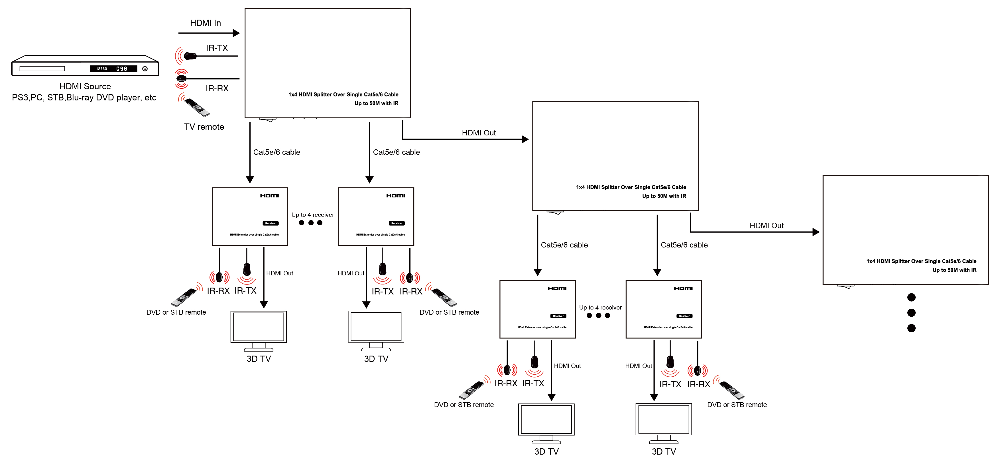 HDMI In
IR-TX
12350 098
HDMI Source
PS3,PC, STB,Blu-ray DVD player, etc
IR-RX
TV remote
1x4 HDMI Splitter Over Single Cat5e/6 Cable
Up to 50M with IR
HDMI Out
Cat5e/6 cable
Cat5e/6 cable
HDMI
Receiver
HDMI Extender over single Cat5e/6 cable
Up to 4 receiver
HDMI
Receiver
HDMI Extender over single Cat5e/6 cable
IR-RX
IR-TX
HDMI Out
DVD or STB remote
3D TV
HDMI Out
IR-TX
IR-RX
DVD or STB remote
3D TV
1x4 HDMI Splitter Over Single Cat5e/6 Cable
Up to 50M with IR
HDMI Out
Cat5e/6 cable
Cat5e/6 cable
HDMI
Receiver
HDMI Extender over single Cat5e/6 cable
Up to 4 receiver
HDMI
Receiver
HDMI Extender over single Cat5e/6 cable
IR-RX
IR-TX
HDMI Out
DVD or STB remote
3D TV
HDMI Out
IR-TX
IR-RX
DVD or STB remote
3D TV
1x4 HDMI Splitter Over Single Cat5e/6 Cable
Up to 50M with IR